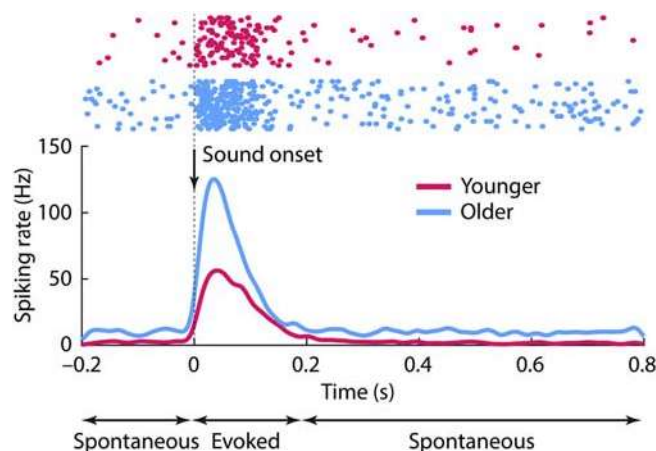 150
Sound onset
Younger
100
Older
Spiking rate (Hz)
50
0
−0.2 0 0.2 0.4 0.6 0.8
Time (s)
Spontaneous Evoked Spontaneous